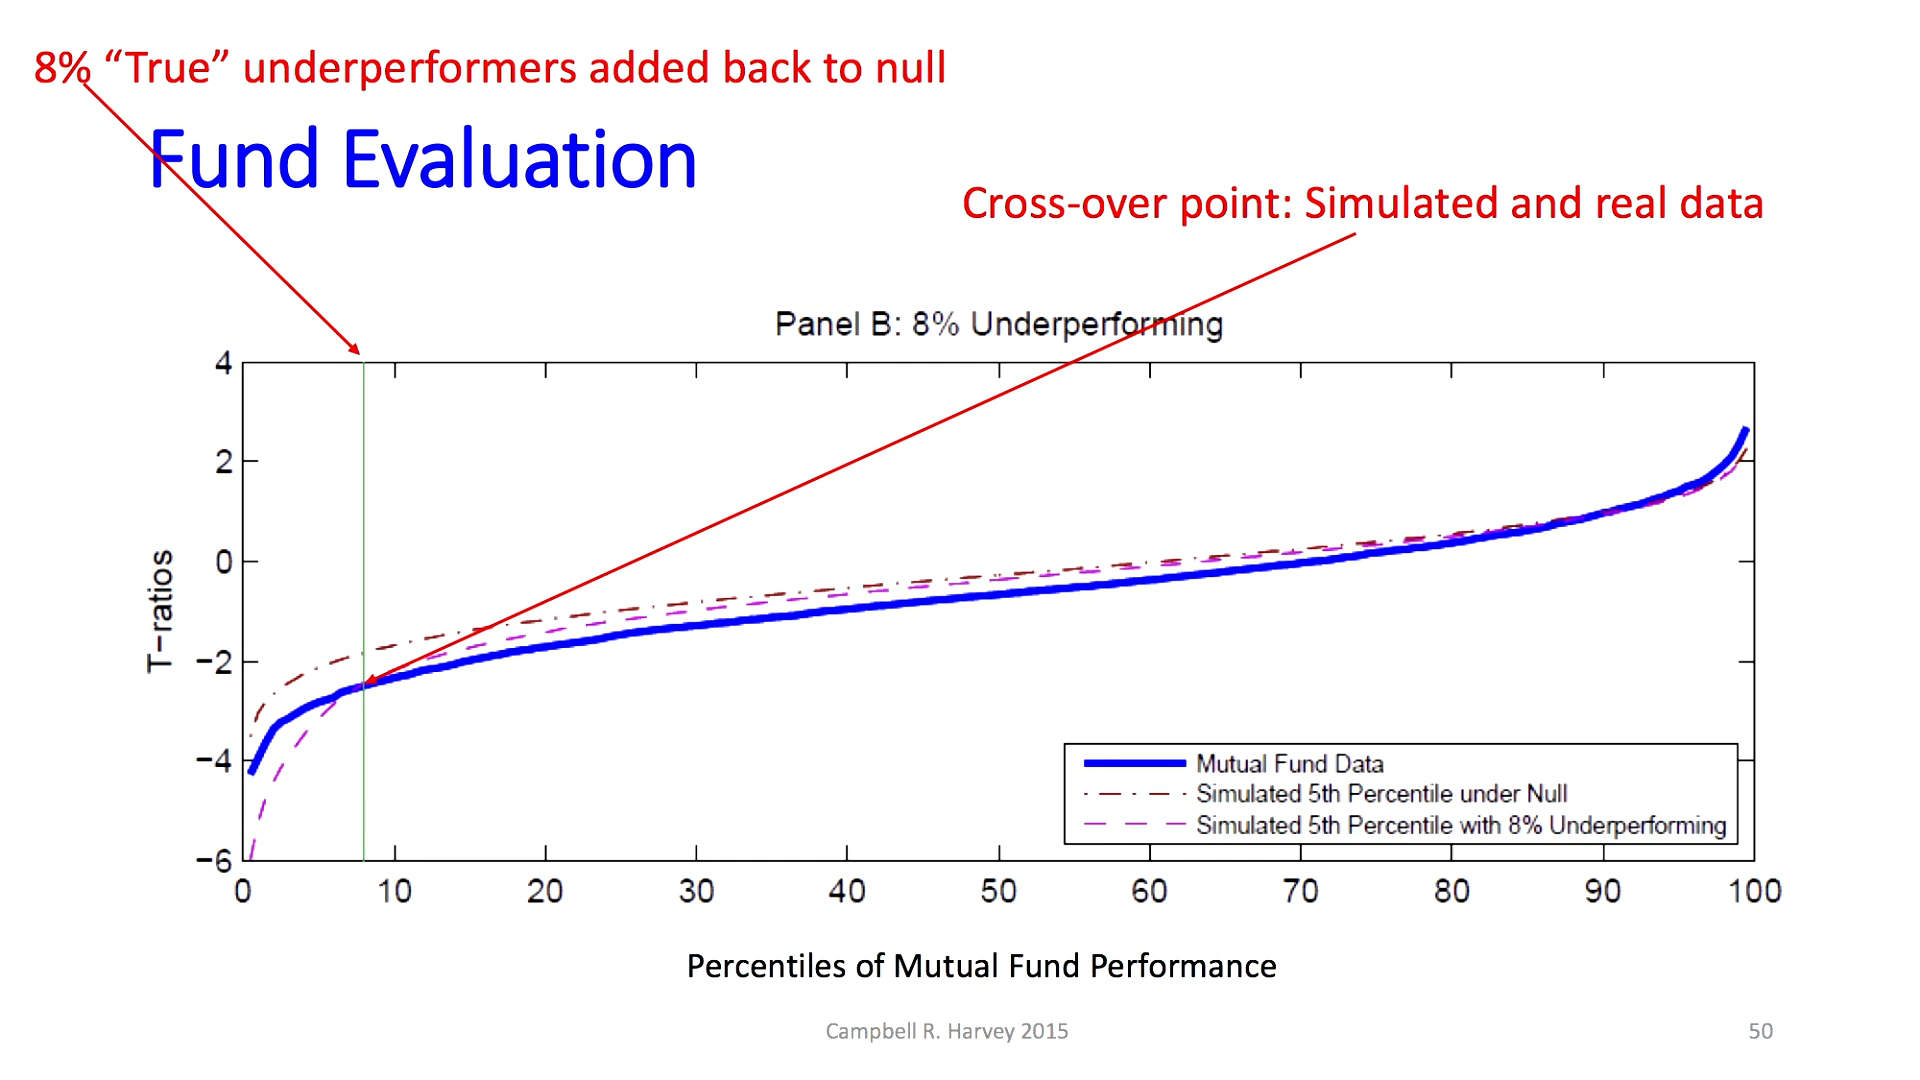 8% “True” underperformers added back to null
Fund Evaluation
Cross-over point: Simulated and real data
Panel B: 8% Underperforming
4
2
0
−2
−4
−6
T−ratios
Mutual Fund Data
Simulated 5th Percentile under Null
Simulated 5th Percentile with 8% Underperforming
0 10 20 30 40 50 60 70 80 90 100
Percentiles of Mutual Fund Performance
Campbell R. Harvey 2015
50